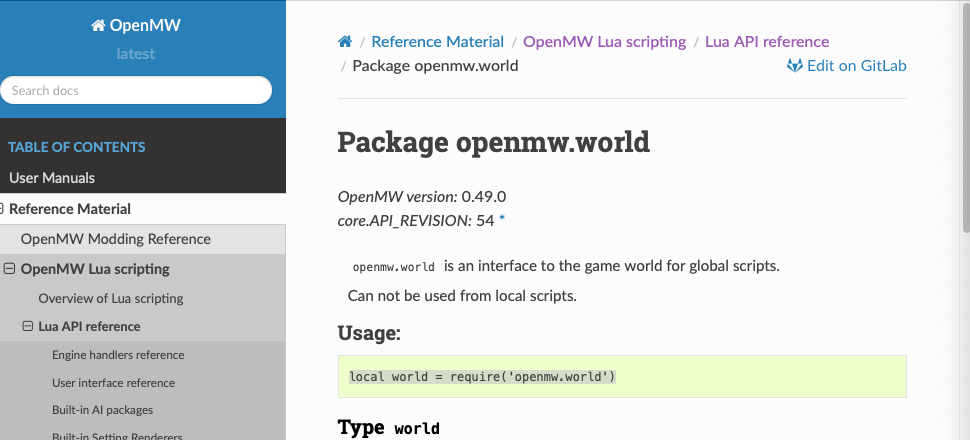 OpenMW
latest
Search docs
TABLE OF CONTENTS
User Manuals
Reference Material
OpenMW Modding Reference
OpenMW Lua scripting
Overview of Lua scripting
Lua API reference
Engine handlers reference
User interface reference
Built-in AI packages
Built-in Setting Renderers
/ Reference Material / OpenMW Lua scripting / Lua API reference
/ Package openmw.world
Edit on GitLab
Package openmw.world
OpenMW version: 0.49.0
core.API_REVISION: 54 *
openmw.world is an interface to the game world for global scripts.
Can not be used from local scripts.
Usage:
local world = require('openmw.world')
Type world